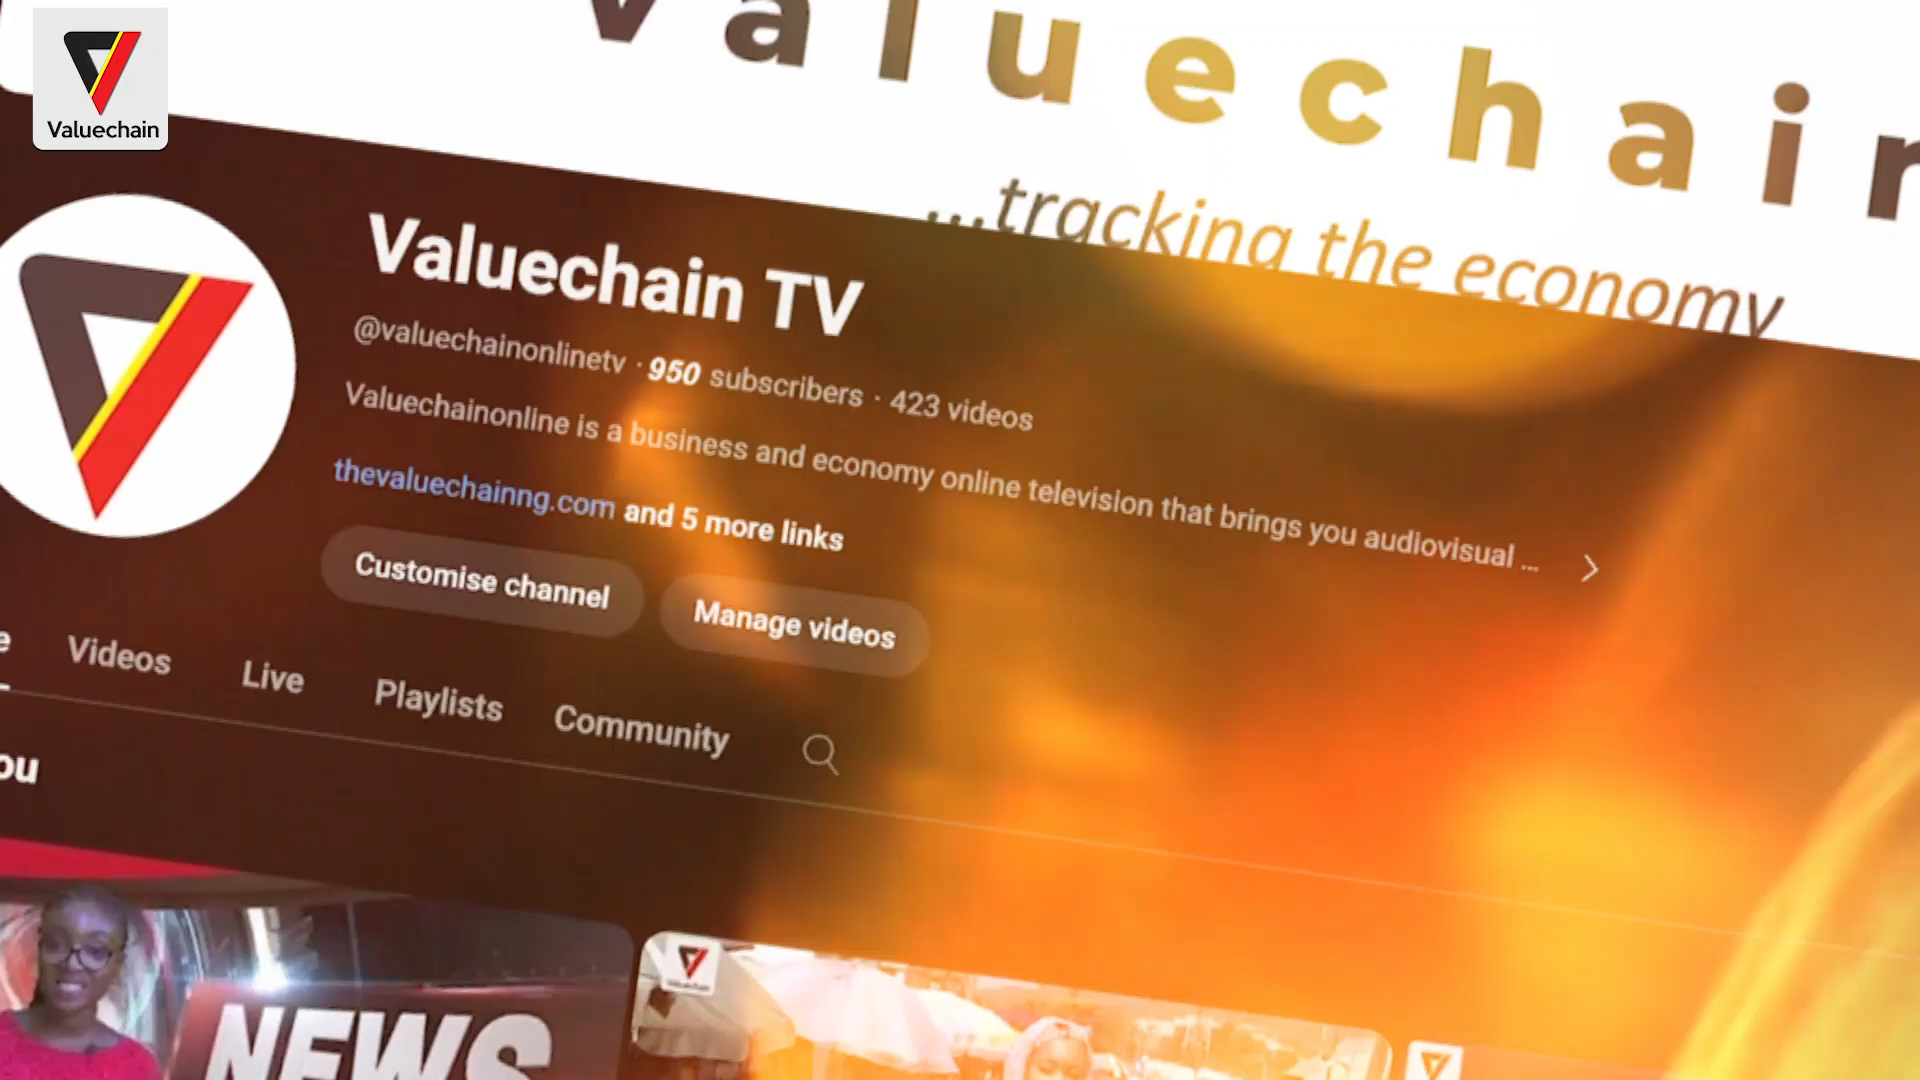 Valuechain
Valuechain
...tracking the economy
Valuechain TV
@valuechainonlinetv · 950 subscribers · 423 videos
Valuechainonline is a business and economy online television that brings you audiovisual ...
thevaluechainng.com and 5 more links
Customise channel
Manage videos
Videos
Live
Playlists
Community
NEWS